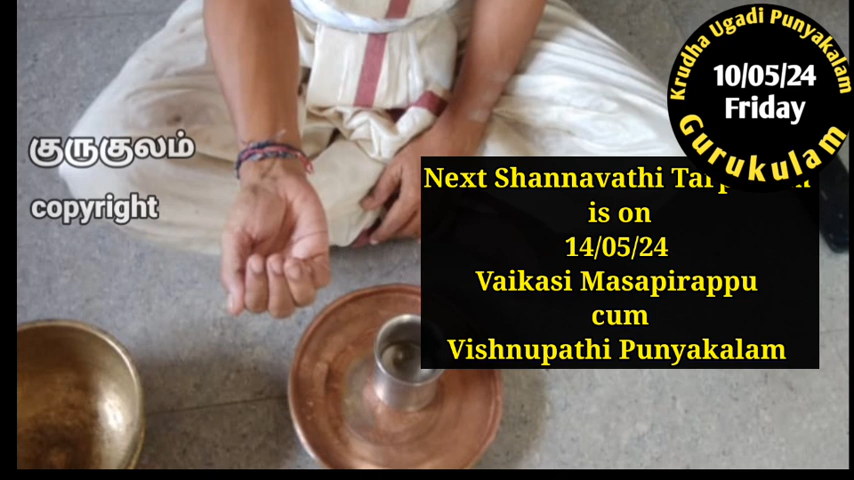 Krudha Ugadi Punyakalam
10/05/24
Friday
Gurukulam
குருகுலம்
copyright
Next Shannavathi
is on
14/05/24
Vaikasi Masapirappu
cum
Vishnupathi Punyakalam